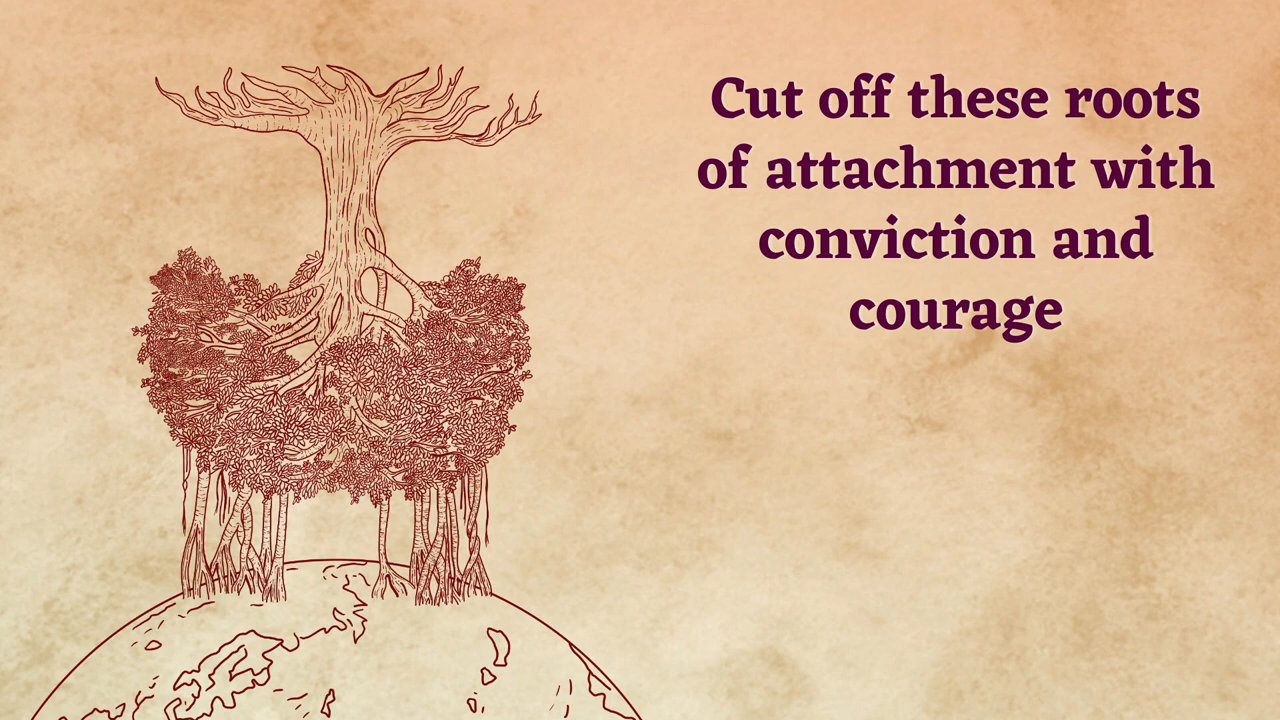 Cut off these roots
of attachment with
conviction and
courage